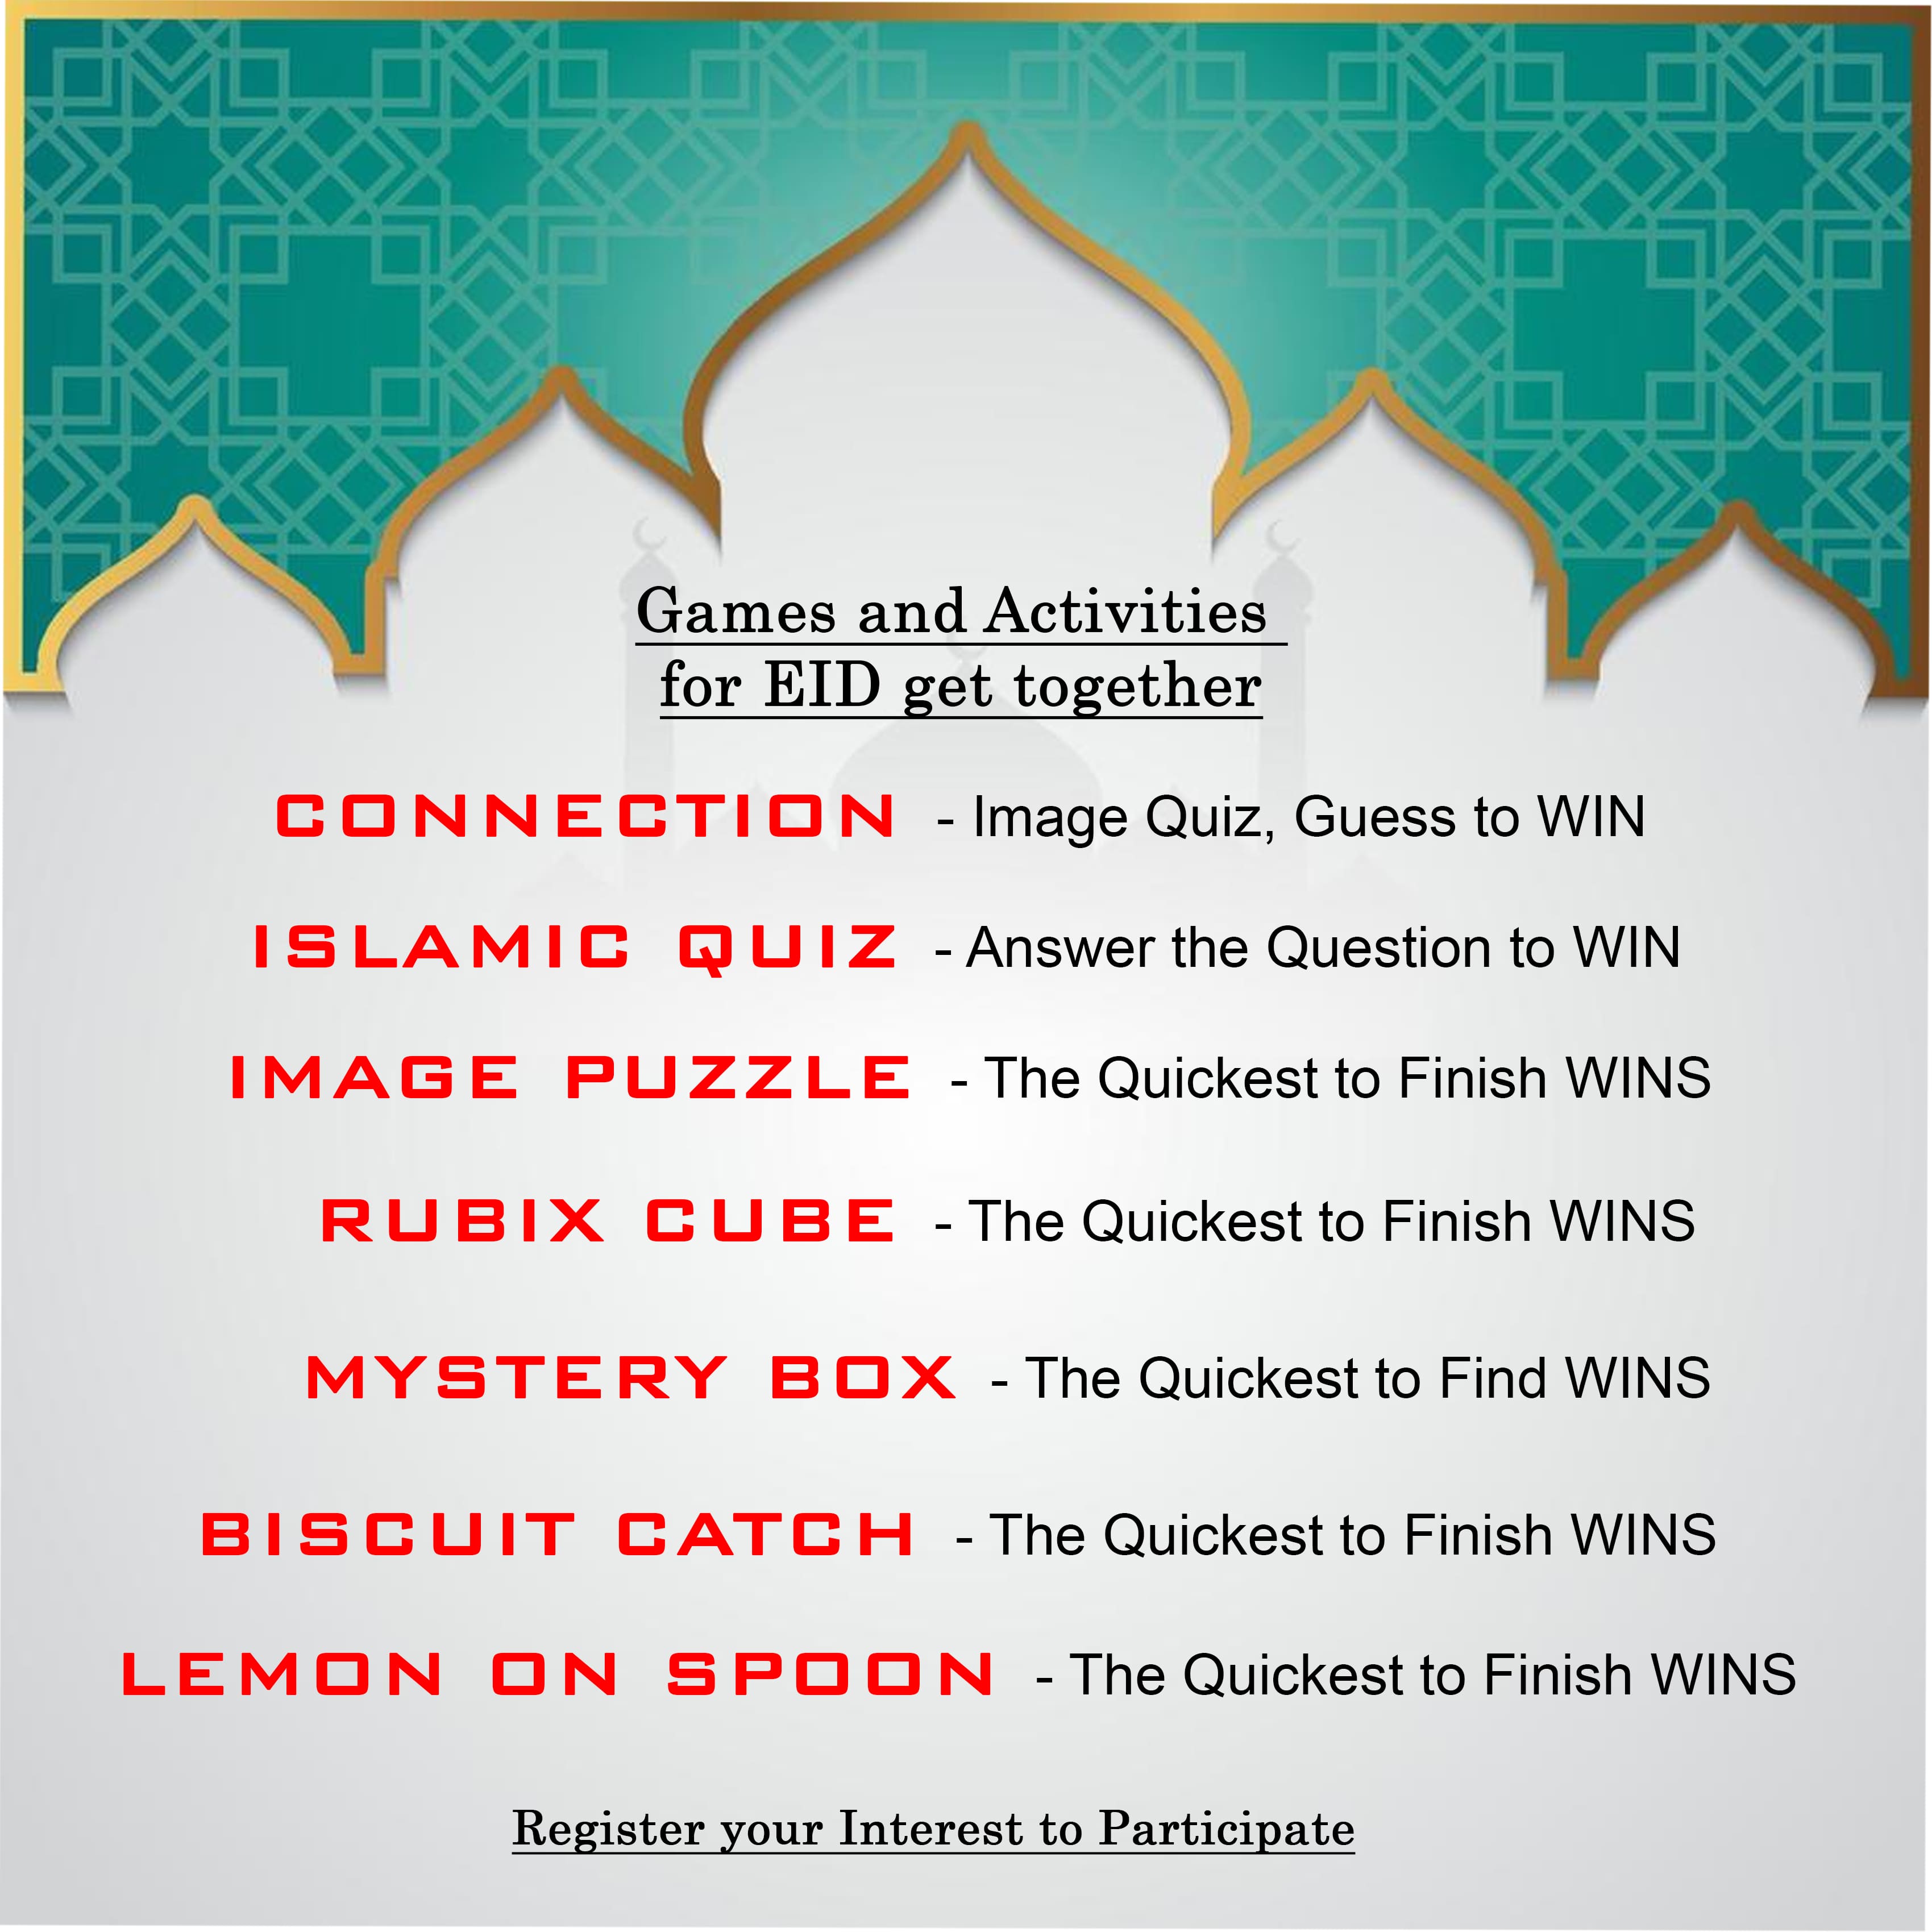 Games and Activities
for EID get together
CONNECTION - Image Quiz, Guess to WIN
ISLAMIC QUIZ - Answer the Question to WIN
IMAGE PUZZLE - The Quickest to Finish WINS
RUBIX CUBE - The Quickest to Finish WINS
MYSTERY BOX - The Quickest to Find WINS
BISCUIT CATCH - The Quickest to Finish WINS
LEMON ON SPOON - The Quickest to Finish WINS
Register your Interest to Participate